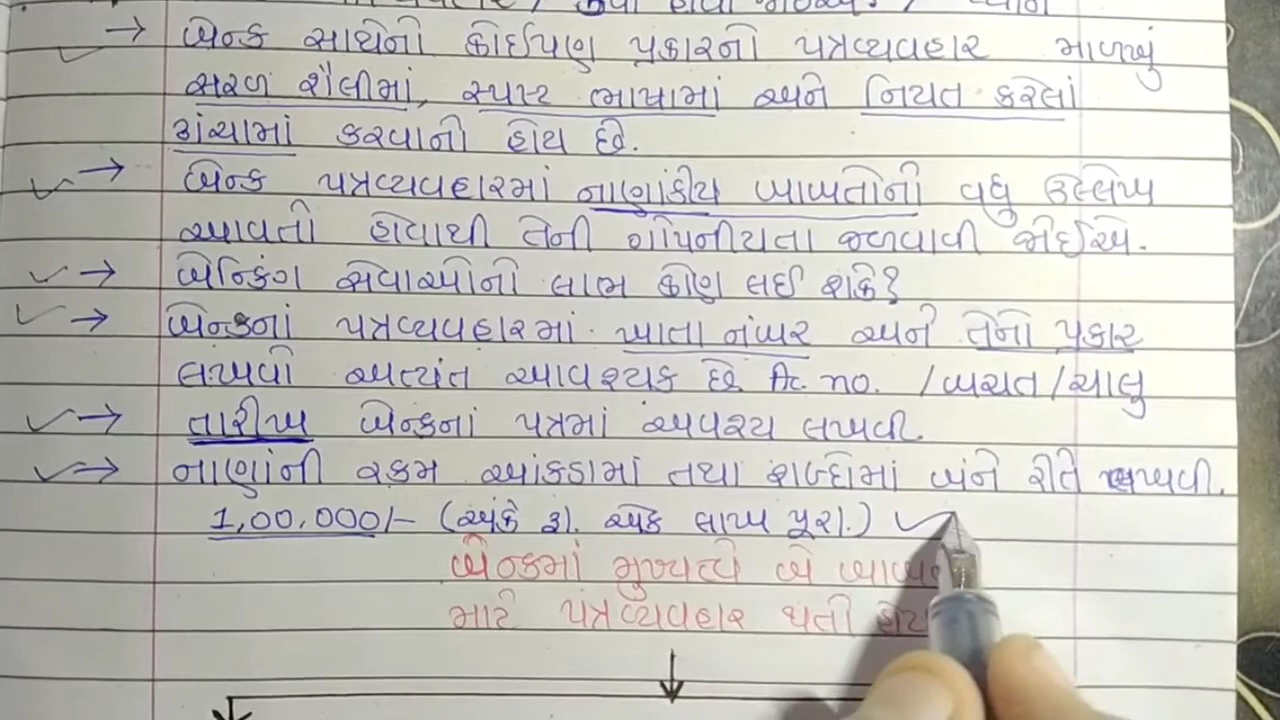 → બેન્ક સાથેનો કોઈપણ પ્રકારનો પત્રવ્યવહાર માળખું
સરળ શૈલીમાં, સ્પષ્ટ ભાષામાં અને નિયત કરેલાં
ઢાંચામાં કરવાનો હોય છે.
→ બેન્ક પત્રવ્યવહારમાં નાણાંકીય બાબતોનો વધુ ઉલ્લેખ
આવતો હોવાથી તેની ગોપનીયતા જળવાવી જોઈએ.
→ બેન્કિંગ સેવાઓનો લાભ કોણ લઈ શકે?
→ બેન્કનાં પત્રવ્યવહારમાં ખાતા નંબર અને તેનો પ્રકાર
લખવો અત્યંત આવશ્યક છે. Ac. no. /બચત/ચાલુ
→ તારીખ બેન્કનાં પત્રમાં અવશ્ય લખવી.
→ નાણાંની રકમ આંકડામાં તથા શબ્દોમાં બંને રીતે લખવી.
1,00,000/- (અંકે રૂ. એક લાખ પૂરા.)
બેન્કમાં મુખ્યત્વે બે
માટે પત્રવ્યવહાર થતો